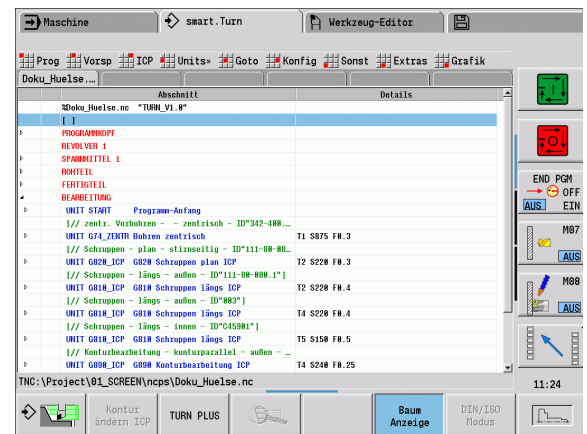 Maschine smart.Turn Werkzeug-Editor
Prog Vorsp ICP Units» Goto Konfig Sonst Extras Grafik
Doku_Huelse....
Abschnitt Details
%Doku_Huelse.nc "TURN_V1.0"
[ ]
PROGRAMMKOPF
REVOLVER 1
SPANNMITTEL 1
ROHTEIL
FERTIGTEIL
BEARBEITUNG
UNIT START Programm-Anfang
[// zentr. Vorbohren - - zentrisch - ID"342-400....
UNIT G74_ZENTR Bohren zentrisch T1 S875 F0.3
[// Schruppen - plan - stirnseitig - ID"111-80-08...
UNIT G820_ICP G820 Schruppen plan ICP T2 S220 F0.3
[// Schruppen - längs - außen - ID"111-80-080.1"]
UNIT G810_ICP G810 Schruppen längs ICP T2 S220 F0.4
[// Schruppen - längs - außen - ID"003"]
UNIT G810_ICP G810 Schruppen längs ICP T4 S220 F0.4
[// Schruppen - längs - innen - ID"C45901"]
UNIT G810_ICP G810 Schruppen längs ICP T5 S150 F0.5
[// Konturbearbeitung - konturparallel - außen - ...
UNIT G890_ICP G890 Konturbearbeitung ICP T4 S240 F0.25
TNC:\Project\01_SCREEN\ncps\Doku_Huelse.nc
END PGM
OFF
AUS EIN
M07
AUS
M08
AUS
11:24
Kontur
ändern ICP
TURN PLUS
Baum
Anzeige
DIN/ISO
Modus